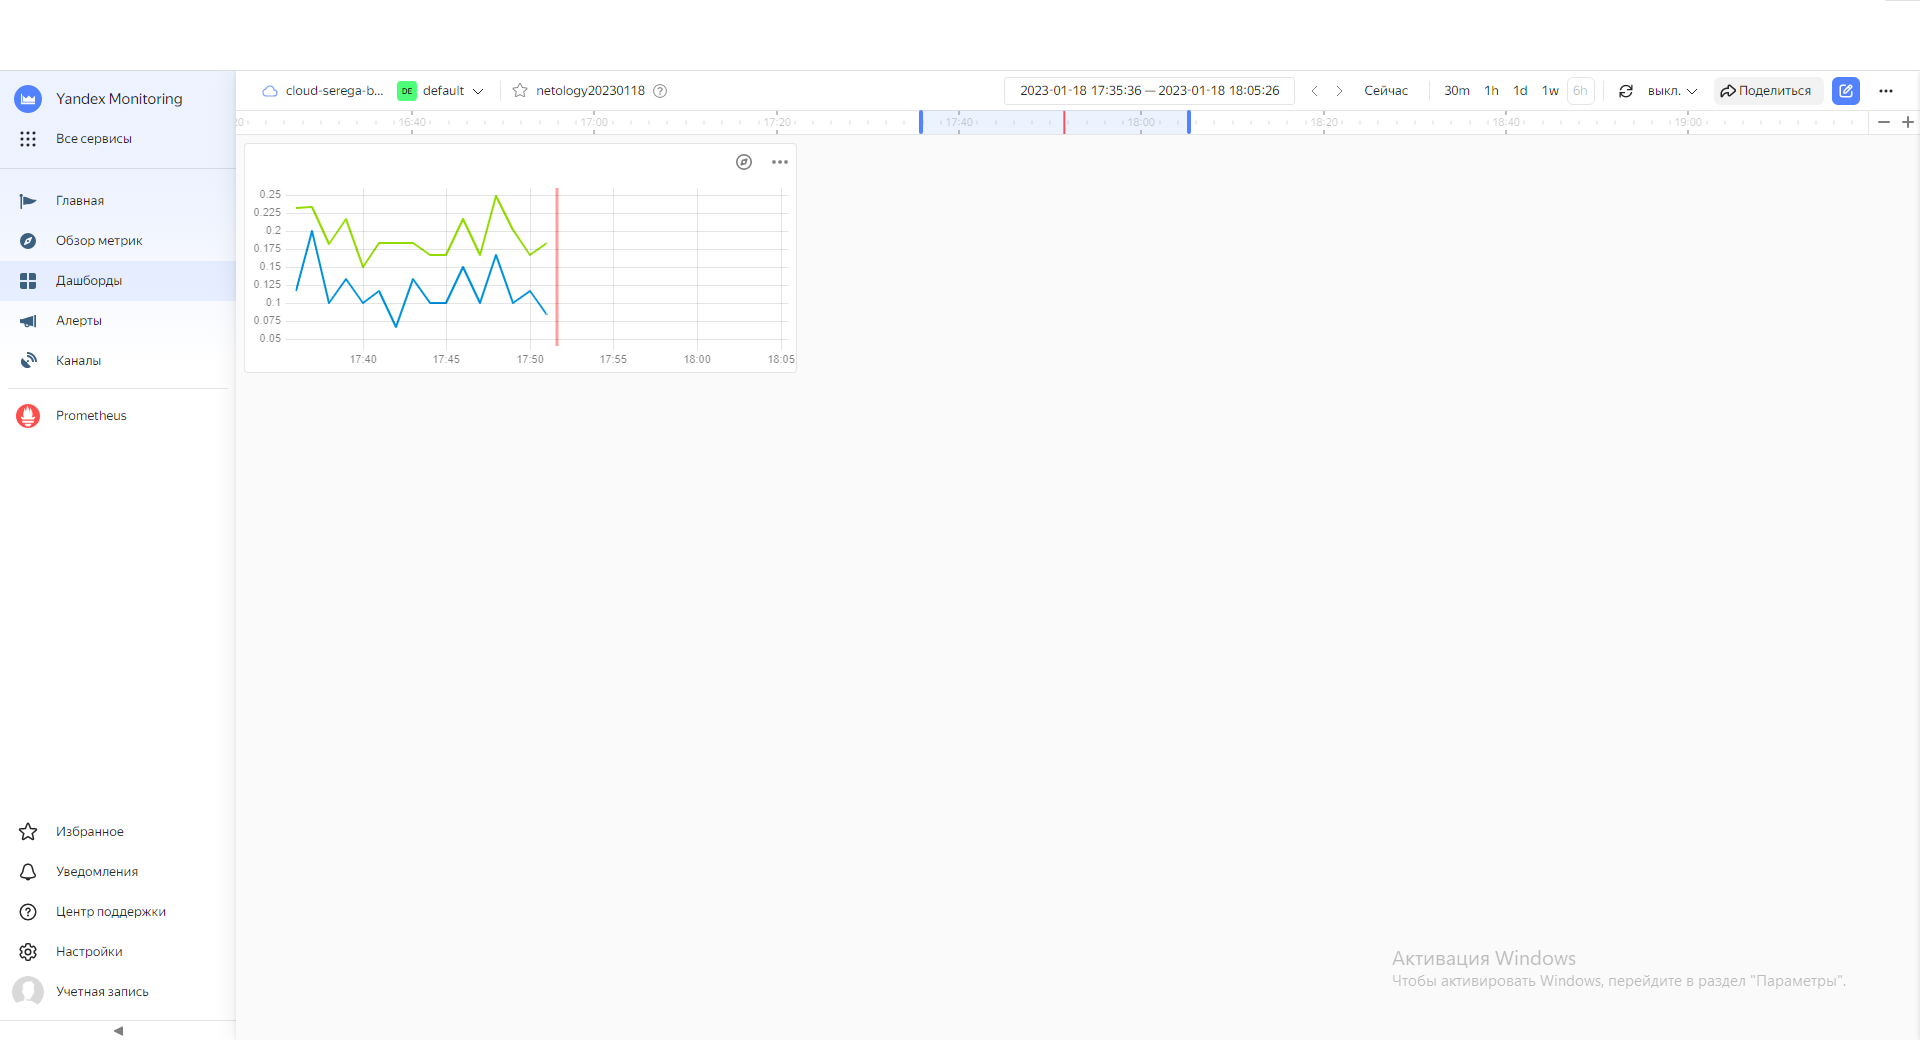 Yandex Monitoring
Все сервисы
Главная
Обзор метрик
Дашборды
Алерты
Каналы
Prometheus
Избранное
Уведомления
Центр поддержки
Настройки
Учетная запись
cloud-serega-b... DE default netology20230118 ?
2023-01-18 17:35:36 — 2023-01-18 18:05:26 Сейчас 30m 1h 1d 1w 6h выкл. Поделиться
20 16:40 17:00 17:20 17:40 18:00 18:20 18:40 19:00
0.25
0.225
0.2
0.175
0.15
0.125
0.1
0.075
0.05
17:40 17:45 17:50 17:55 18:00 18:05
Активация Windows
Чтобы активировать Windows, перейдите в раздел "Параметры".